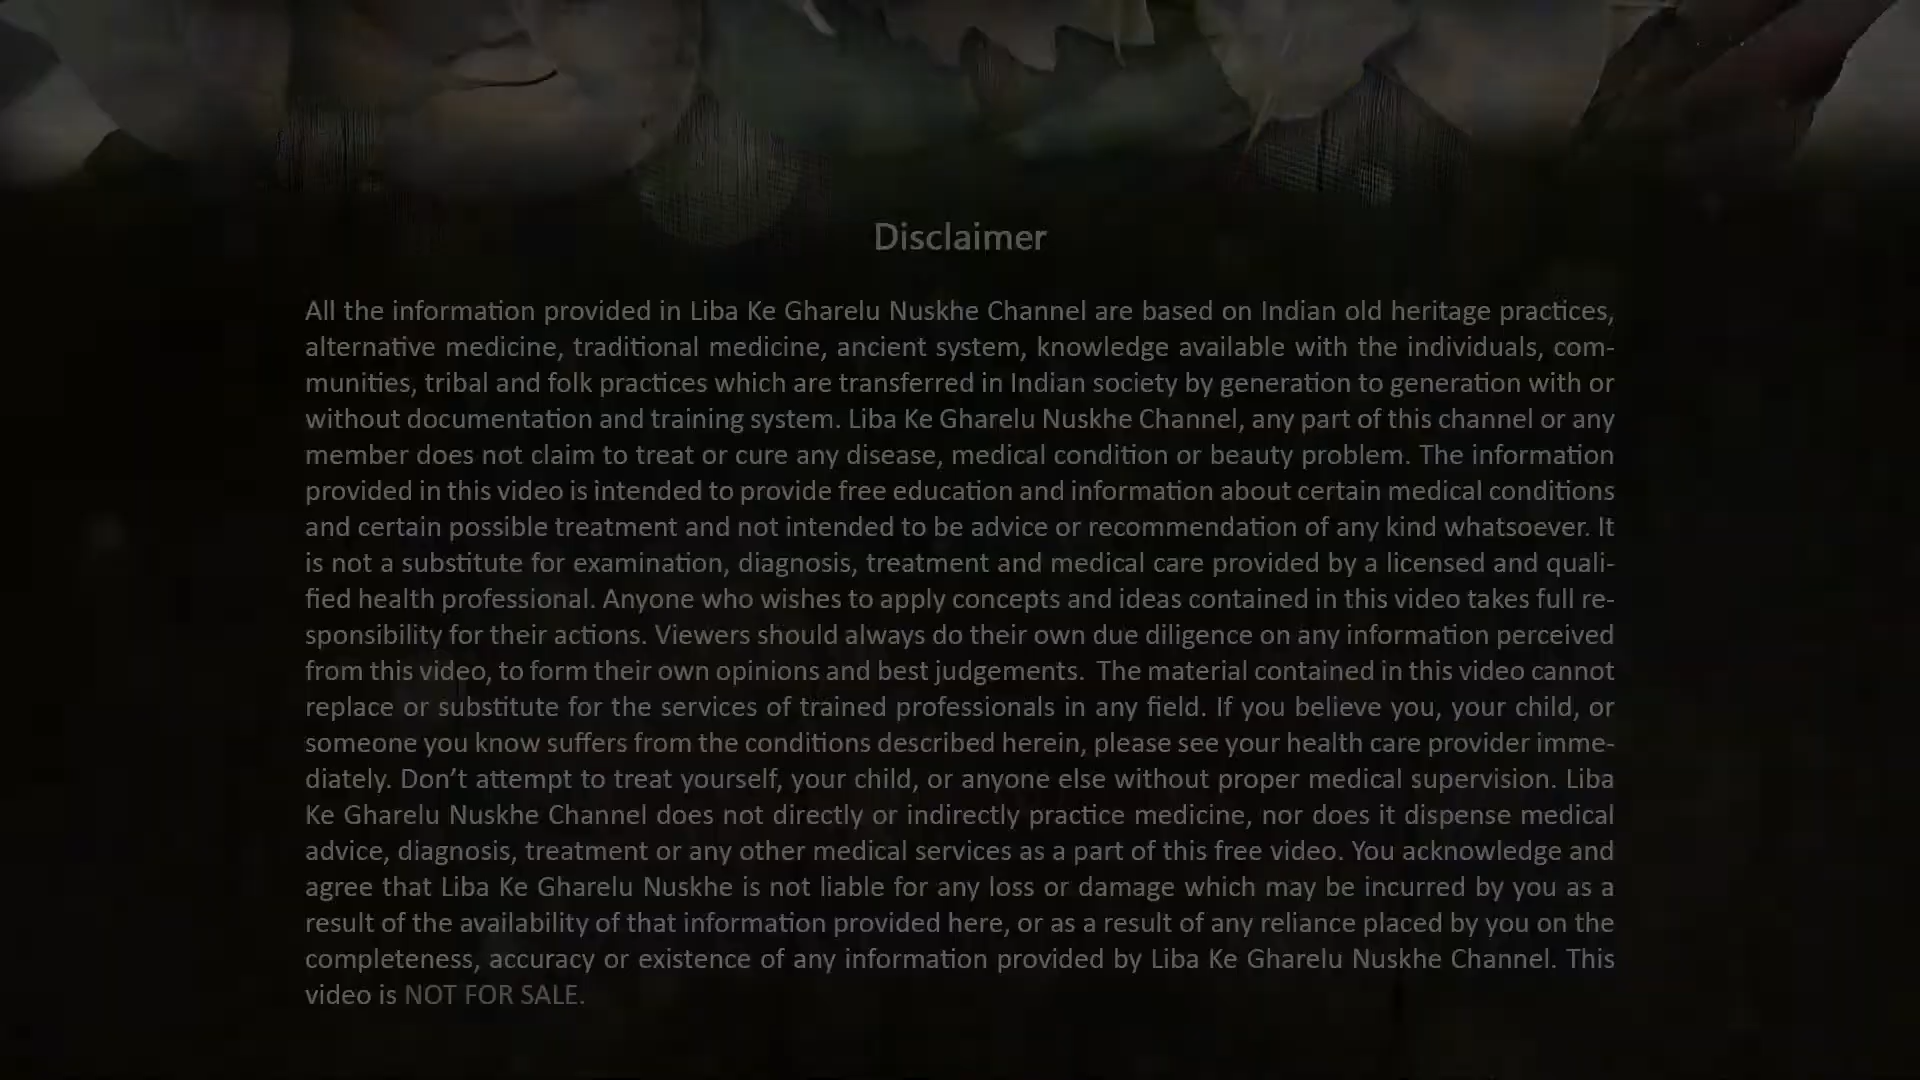 Disclaimer
All the information provided in Liba Ke Gharelu Nuskhe Channel are based on Indian old heritage practices,
alternative medicine, traditional medicine, ancient system, knowledge available with the individuals, com-
munities, tribal and folk practices which are transferred in Indian society by generation to generation with or
without documentation and training system. Liba Ke Gharelu Nuskhe Channel, any part of this channel or any
member does not claim to treat or cure any disease, medical condition or beauty problem. The information
provided in this video is intended to provide free education and information about certain medical conditions
and certain possible treatment and not intended to be advice or recommendation of any kind whatsoever. It
is not a substitute for examination, diagnosis, treatment and medical care provided by a licensed and quali-
fied health professional. Anyone who wishes to apply concepts and ideas contained in this video takes full re-
sponsibility for their actions. Viewers should always do their own due diligence on any information perceived
from this video, to form their own opinions and best judgements. The material contained in this video cannot
replace or substitute for the services of trained professionals in any field. If you believe you, your child, or
someone you know suffers from the conditions described herein, please see your health care provider imme-
diately. Don’t attempt to treat yourself, your child, or anyone else without proper medical supervision. Liba
Ke Gharelu Nuskhe Channel does not directly or indirectly practice medicine, nor does it dispense medical
advice, diagnosis, treatment or any other medical services as a part of this free video. You acknowledge and
agree that Liba Ke Gharelu Nuskhe is not liable for any loss or damage which may be incurred by you as a
result of the availability of that information provided here, or as a result of any reliance placed by you on the
completeness, accuracy or existence of any information provided by Liba Ke Gharelu Nuskhe Channel. This
video is NOT FOR SALE.